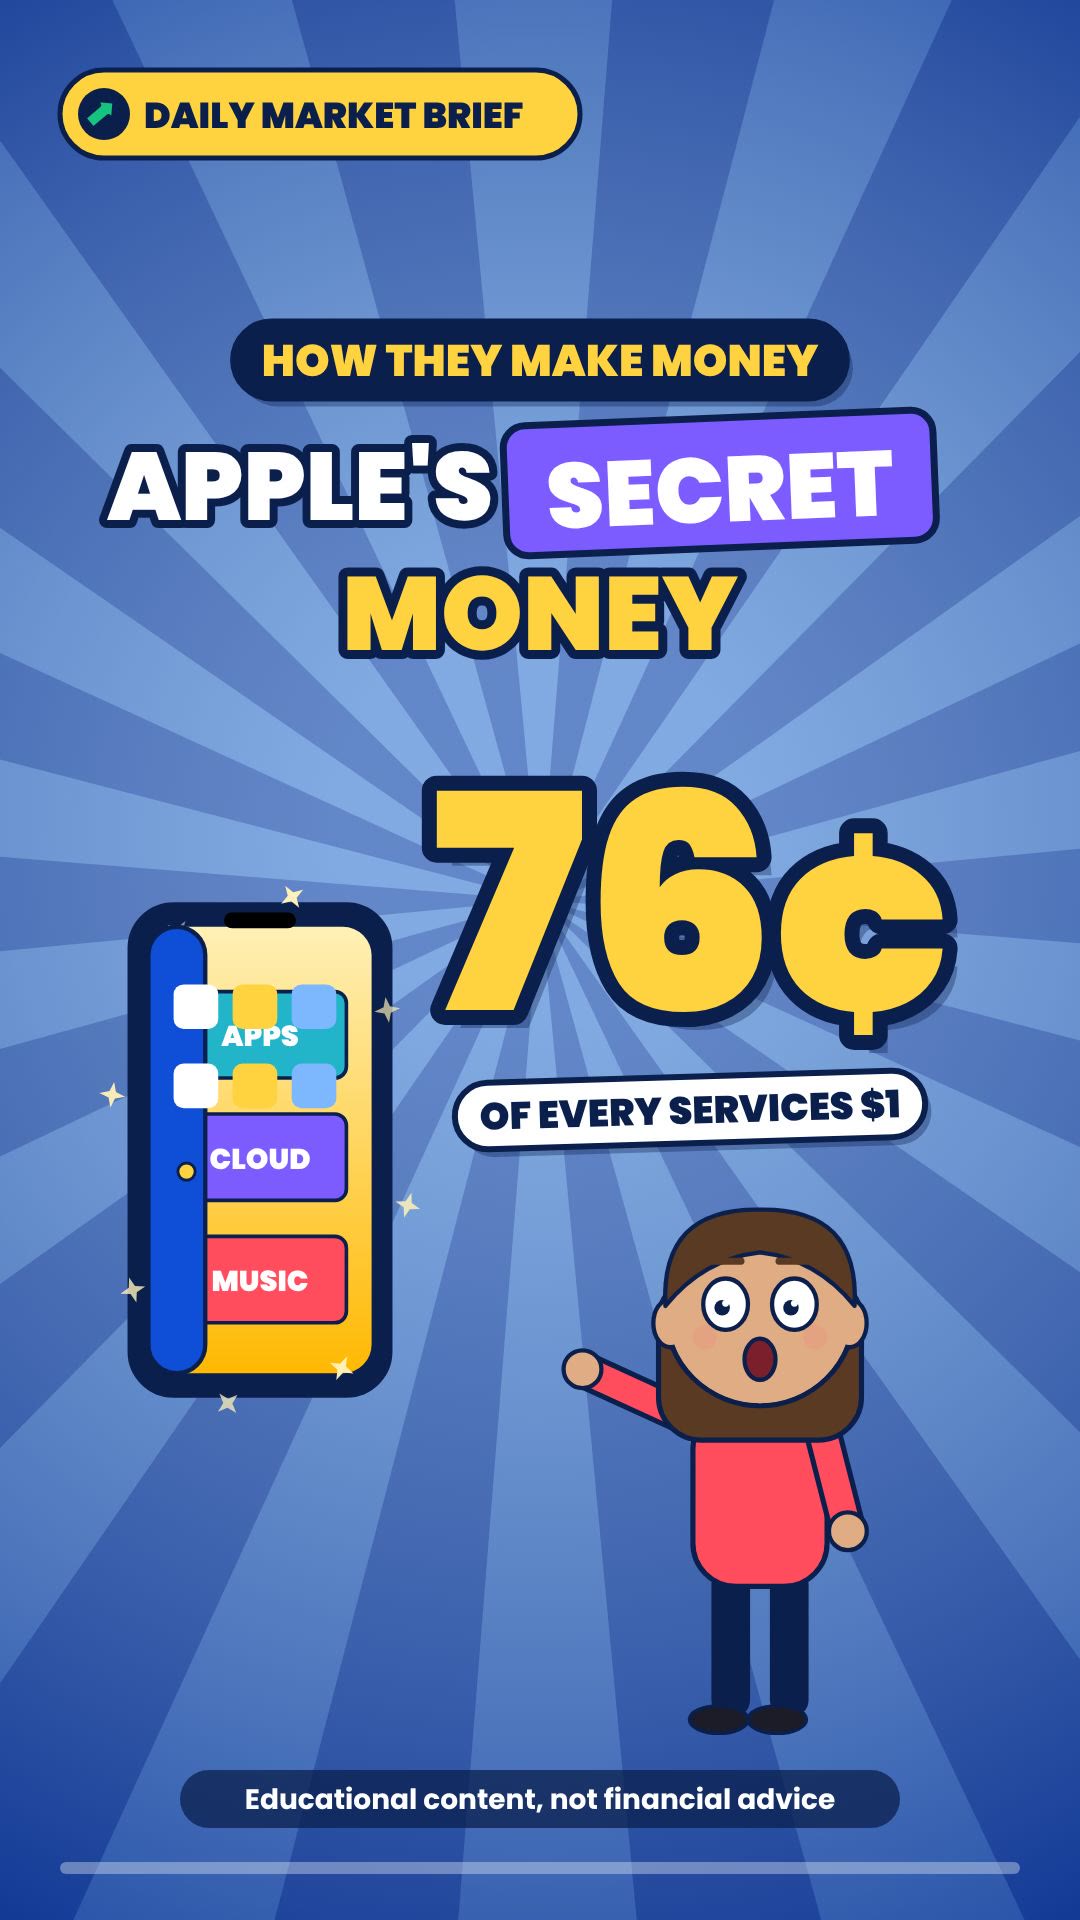 DAILY MARKET BRIEF
HOW THEY MAKE MONEY
APPLE'S SECRET
MONEY
76¢
OF EVERY SERVICES $1
APPS
CLOUD
MUSIC
Educational content, not financial advice